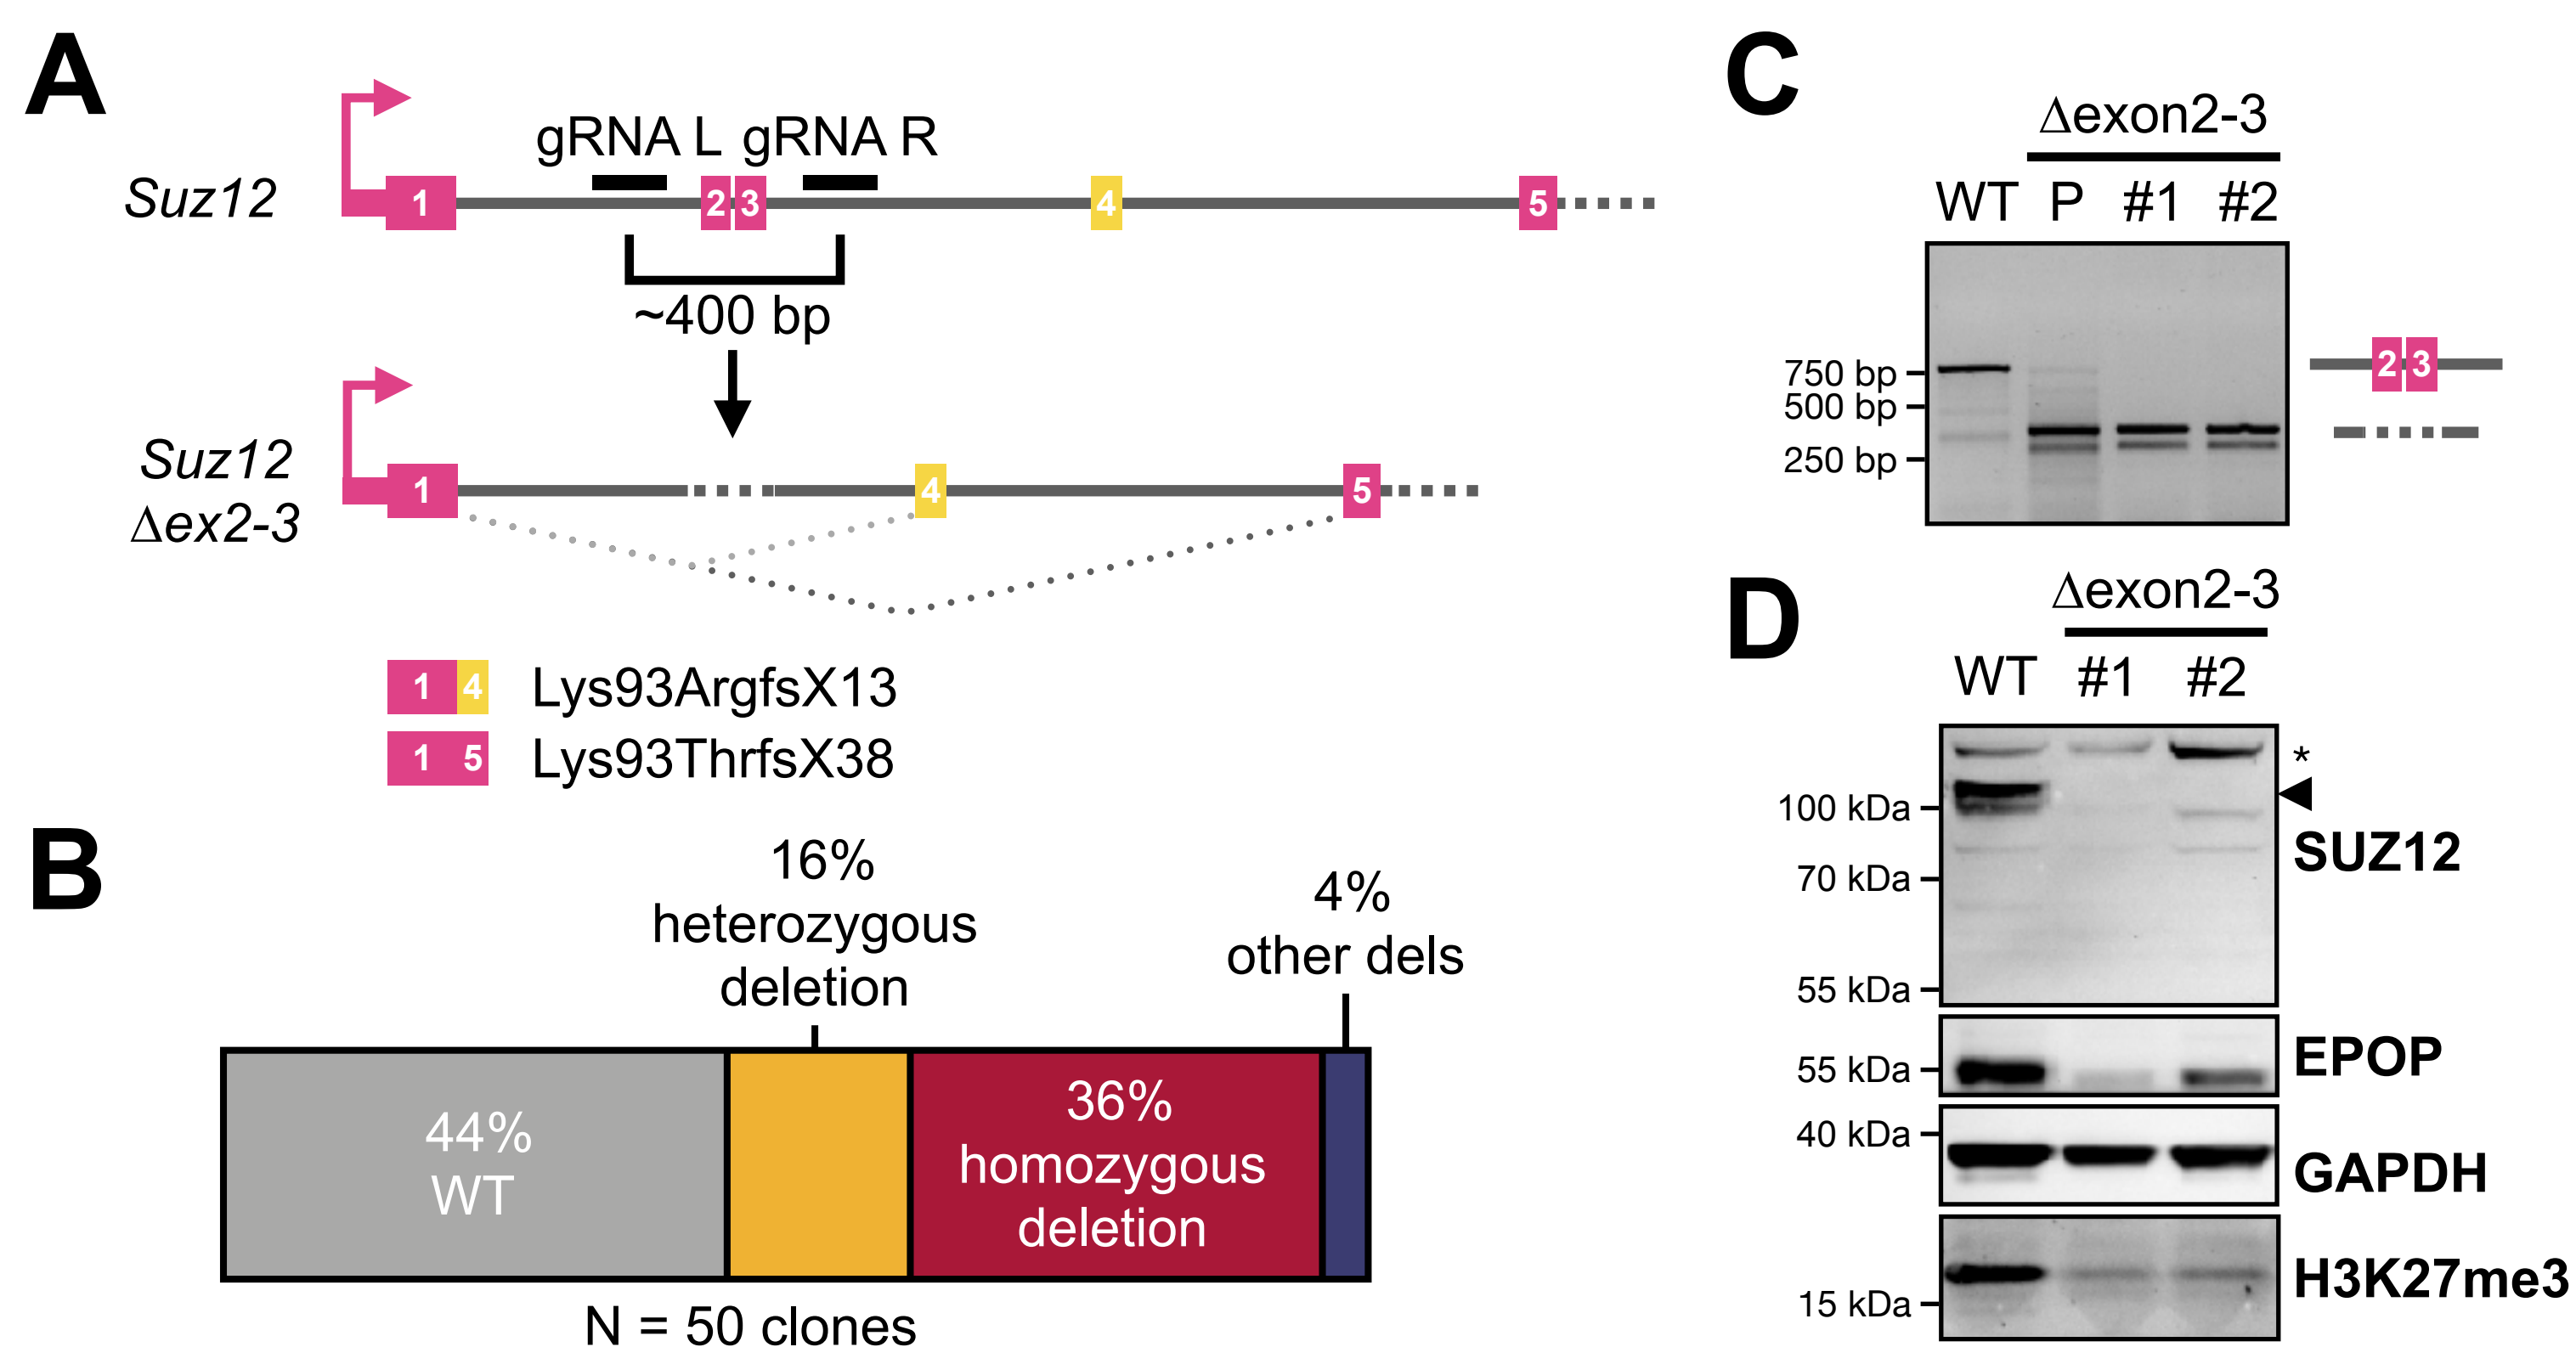 A
gRNA L gRNA R
Suz12
1
2 3
4
5
~400 bp
Suz12
Δex2-3
1
4
5
1 4 Lys93ArgfsX13
1 5 Lys93ThrfsX38
B
16%
heterozygous
deletion
4%
other dels
44%
WT
36%
homozygous
deletion
N = 50 clones
C
Δexon2-3
WT P #1 #2
750 bp
500 bp
250 bp
2 3
D
Δexon2-3
WT #1 #2
*
100 kDa
70 kDa
55 kDa
SUZ12
55 kDa
EPOP
40 kDa
GAPDH
15 kDa
H3K27me3